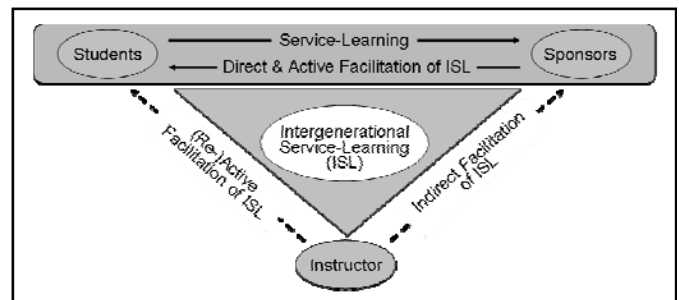 Service-Learning
Students
Sponsors
Direct & Active Facilitation of ISL
Intergenerational
Service-Learning
(ISL)
(Re-)Active
Facilitation of ISL
Indirect Facilitation
of ISL
Instructor